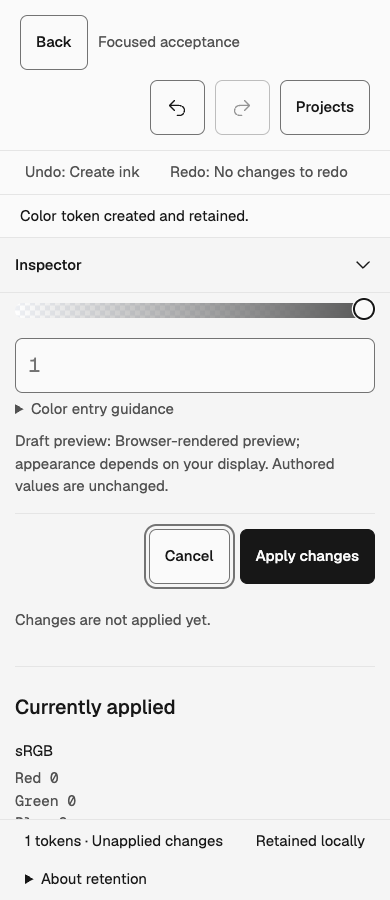 Back
Focused acceptance
Projects
Undo: Create ink
Redo: No changes to redo
Color token created and retained.
Inspector
1
Color entry guidance
Draft preview: Browser-rendered preview;
appearance depends on your display. Authored
values are unchanged.
Cancel
Apply changes
Changes are not applied yet.
Currently applied
sRGB
Red 0
Green 0
1 tokens · Unapplied changes
Retained locally
About retention